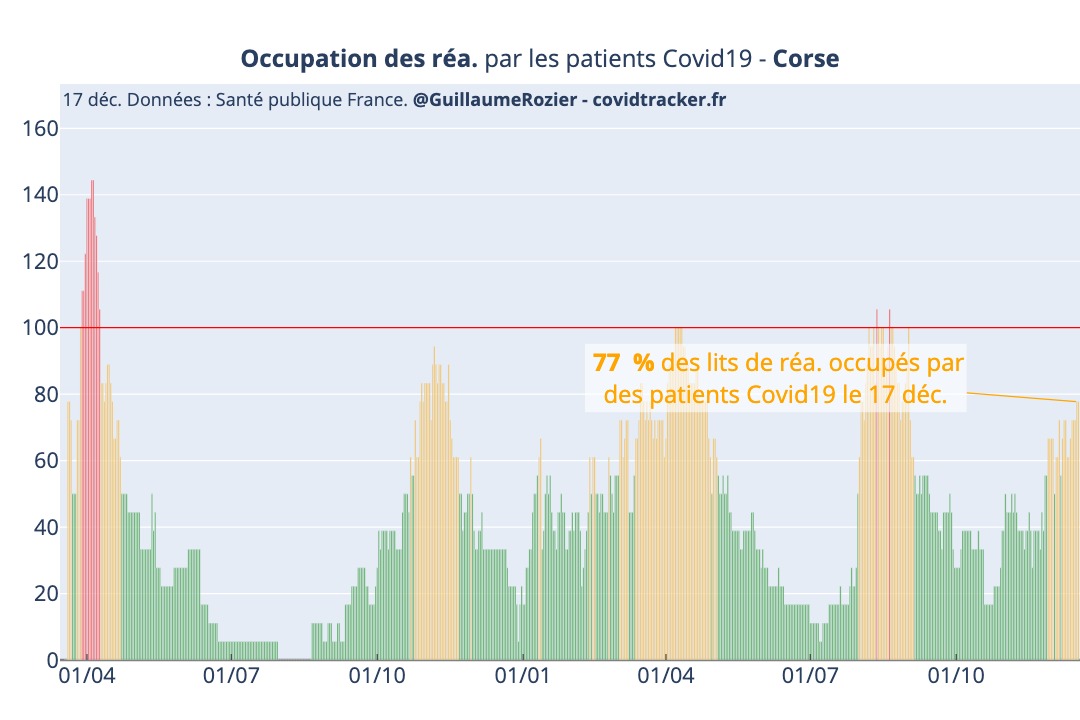 Occupation des réa. par les patients Covid19 - Corse
17 déc. Données : Santé publique France. @GuillaumeRozier - covidtracker.fr
160
140
120
100
80
60
40
20
0
77 % des lits de réa. occupés par
des patients Covid19 le 17 déc.
01/04 01/07 01/10 01/01 01/04 01/07 01/10